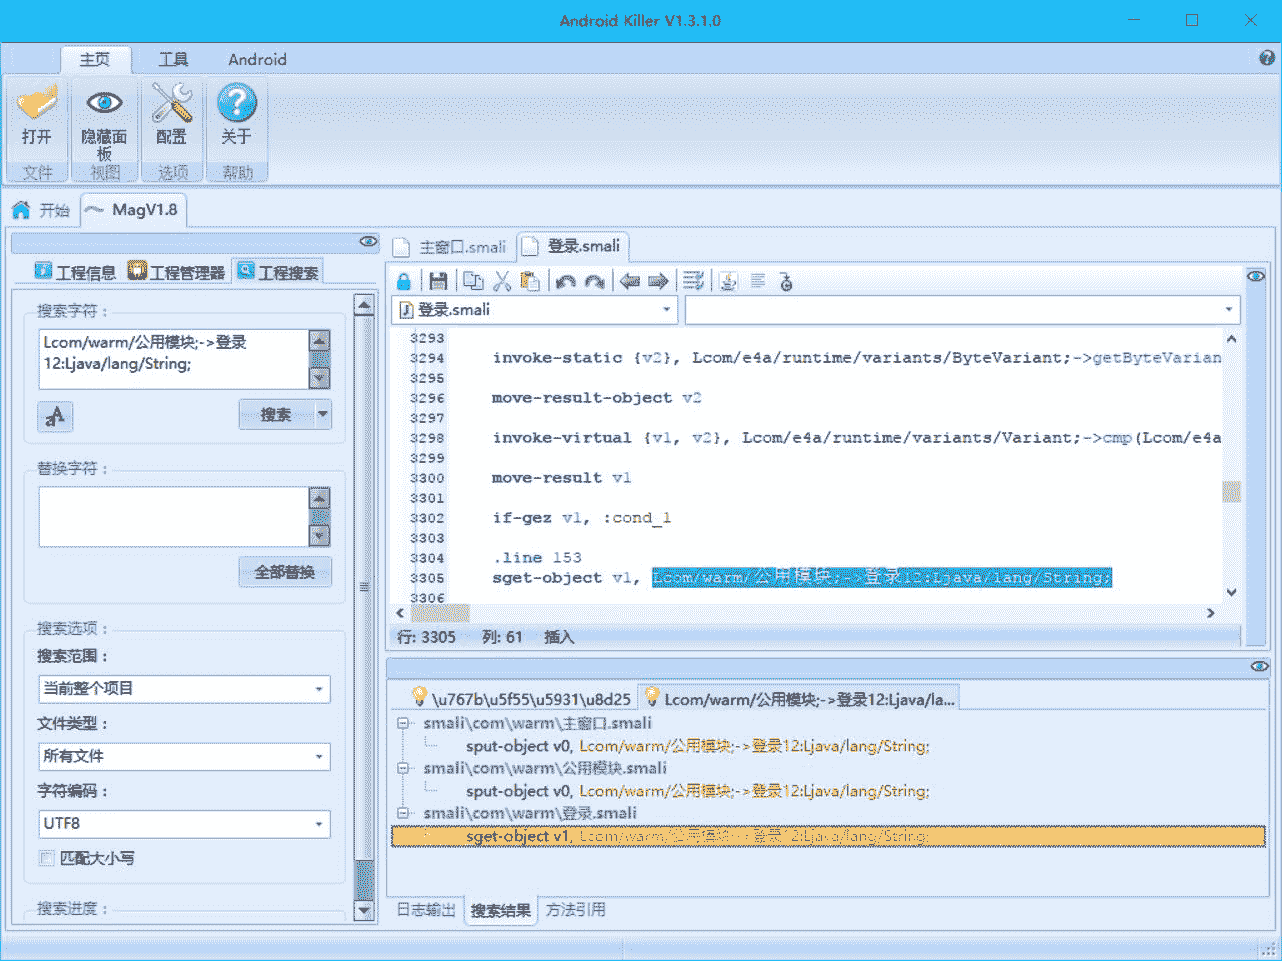 Android Killer V1.3.1.0
主页 工具 Android
打开 隐藏面板 配置 关于
文件 视图 选项 帮助
开始 MagV1.8
工程信息 工程管理器 工程搜索
搜索字符：
Lcom/warm/公用模块;->登录
12:Ljava/lang/String;
搜索
替换字符：
全部替换
搜索选项：
搜索范围：
当前整个项目
文件类型：
所有文件
字符编码：
UTF8
匹配大小写
搜索进度：
主窗口.smali 登录.smali
登录.smali
3293
3294 invoke-static {v2}, Lcom/e4a/runtime/variants/ByteVariant;->getByteVarian
3295
3296 move-result-object v2
3297
3298 invoke-virtual {v1, v2}, Lcom/e4a/runtime/variants/Variant;->cmp(Lcom/e4a
3299
3300 move-result v1
3301
3302 if-gez v1, :cond_1
3303
3304 .line 153
3305 sget-object v1, Lcom/warm/公用模块;->登录12:Ljava/lang/String;
3306
行: 3305 列: 61 插入
\u767b\u5f55\u5931\u8d25 Lcom/warm/公用模块;->登录12:Ljava/la...
smali\com\warm\主窗口.smali
sput-object v0, Lcom/warm/公用模块;->登录12:Ljava/lang/String;
smali\com\warm\公用模块.smali
sput-object v0, Lcom/warm/公用模块;->登录12:Ljava/lang/String;
smali\com\warm\登录.smali
sget-object v1, Lcom/warm/公用模块;->登录12:Ljava/lang/String;
日志输出 搜索结果 方法引用